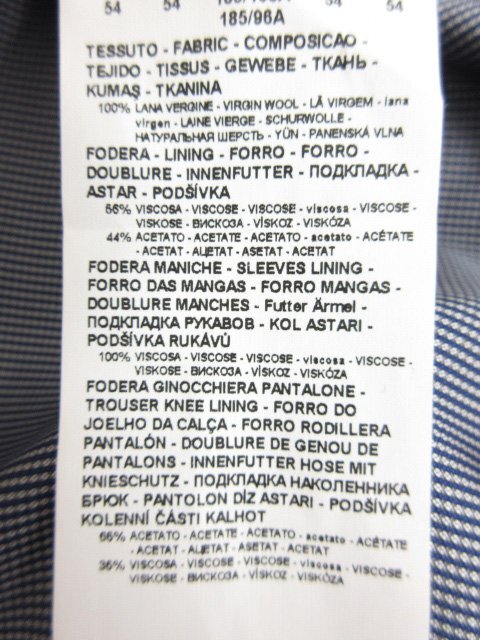 54 54 54 54
185/96A
TESSUTO - FABRIC - COMPOSICAO -
TEJIDO - TISSUS - GEWEBE - ТКАНЬ -
KUMAŞ - TKANINA
100% LANA VERGINE - VIRGIN WOOL - LÃ VIRGEM - lana
virgen - LAINE VIERGE - SCHURWOLLE -
НАТУРАЛЬНАЯ ШЕРСТЬ - YÜN - PANENSKÁ VLNA
FODERA - LINING - FORRO - FORRO -
DOUBLURE - INNENFUTTER - ПОДКЛАДКА -
ASTAR - PODŠÍVKA
56% VISCOSA - VISCOSE - VISCOSE - viscosa - VISCOSE -
VISKOSE - ВИСКОЗА - VİSKOZ - VISKÓZA
44% ACETATO - ACETATE - ACETATO - acetato - ACÉTATE
- ACETAT - АЦЕТАТ - ASETAT - ACETAT
FODERA MANICHE - SLEEVES LINING -
FORRO DAS MANGAS - FORRO MANGAS -
DOUBLURE MANCHES - Futter Ärmel -
ПОДКЛАДКА РУКАВОВ - KOL ASTARI -
PODŠÍVKA RUKÁVŮ
100% VISCOSA - VISCOSE - VISCOSE - viscosa - VISCOSE -
VISKOSE - ВИСКОЗА - VİSKOZ - VISKÓZA
FODERA GINOCCHIERA PANTALONE -
TROUSER KNEE LINING - FORRO DO
JOELHO DA CALÇA - FORRO RODILLERA
PANTALÓN - DOUBLURE DE GENOU DE
PANTALONS - INNENFUTTER HOSE MIT
KNIESCHUTZ - ПОДКЛАДКА НАКОЛЕННИКА
БРЮК - PANTOLON DİZ ASTARI - PODŠÍVKA
KOLENNÍ ČÁSTI KALHOT
ACETATO - ACETATE - ACETATO - acetato - ACÉTATE
- ACETAT - АЦЕТАТ - ASETAT - ACETAT
VISCOSA - VISCOSE - VISCOSE - viscosa - VISCOSE -
VISKOSE - ВИСКОЗА - VİSKOZ - VISKÓZA